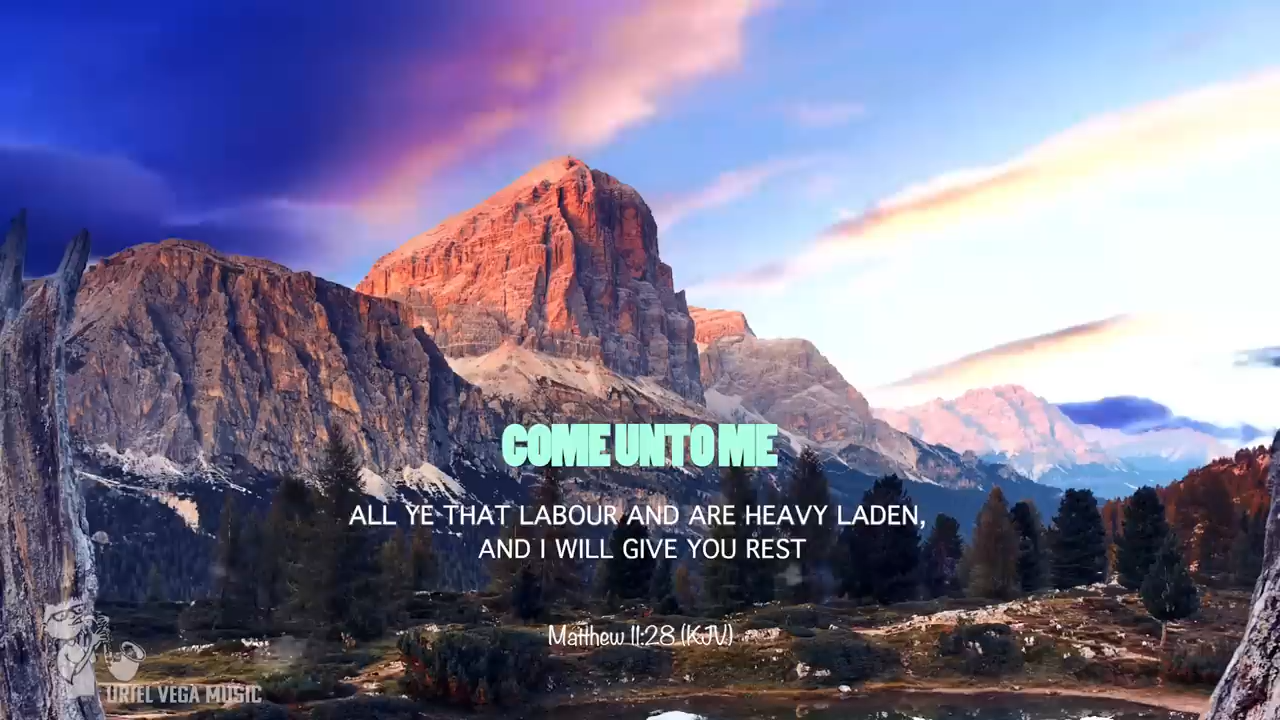 COME UNTO ME
ALL YE THAT LABOUR AND ARE HEAVY LADEN,
AND I WILL GIVE YOU REST
Matthew 11:28 (KJV)
URIEL VEGA MUSIC